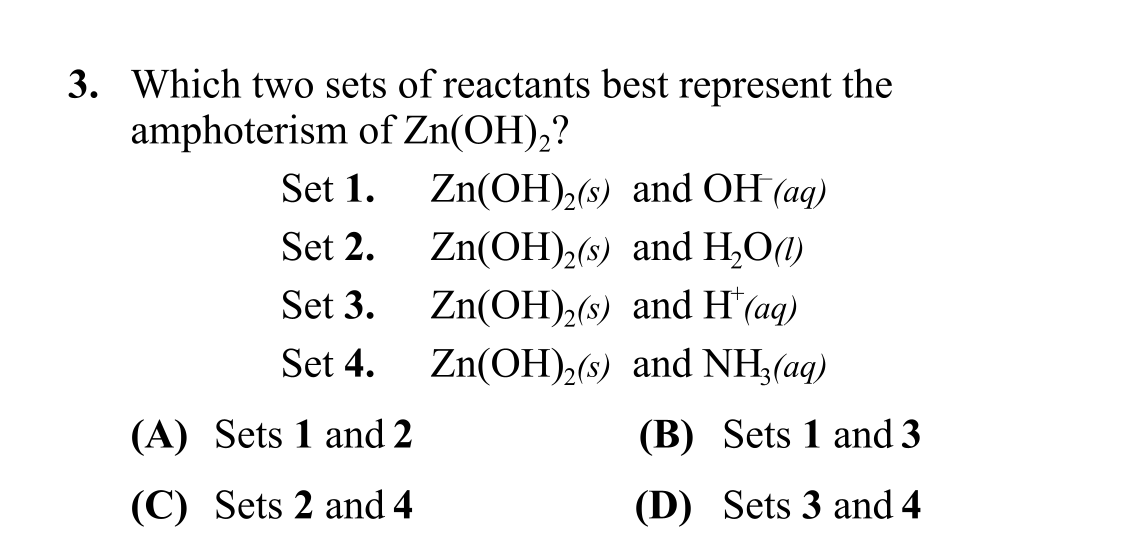 3. Which two sets of reactants best represent the
amphoterism of Zn(OH)₂?
Set 1. Zn(OH)₂(s) and OH⁻(aq)
Set 2. Zn(OH)₂(s) and H₂O(l)
Set 3. Zn(OH)₂(s) and H⁺(aq)
Set 4. Zn(OH)₂(s) and NH₃(aq)
(A) Sets 1 and 2 (B) Sets 1 and 3
(C) Sets 2 and 4 (D) Sets 3 and 4